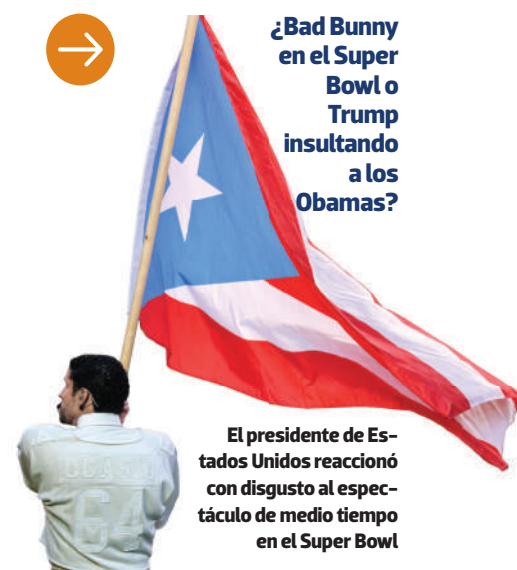 ¿Bad Bunny
en el Super
Bowl o
Trump
insultando
a los
Obamas?
OCASIO
64
El presidente de Es-
tados Unidos reaccionó
con disgusto al espec-
táculo de medio tiempo
en el Super Bowl